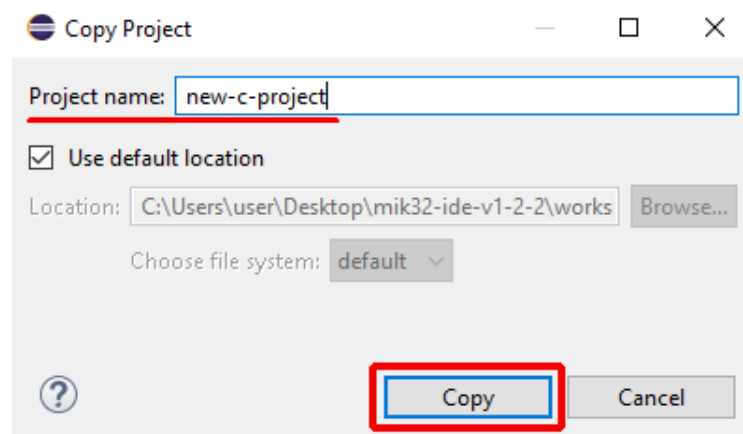 Copy Project
Project name: new-c-project
Use default location
Location: C:\Users\user\Desktop\mik32-ide-v1-2-2\works Browse...
Choose file system: default
? Copy Cancel